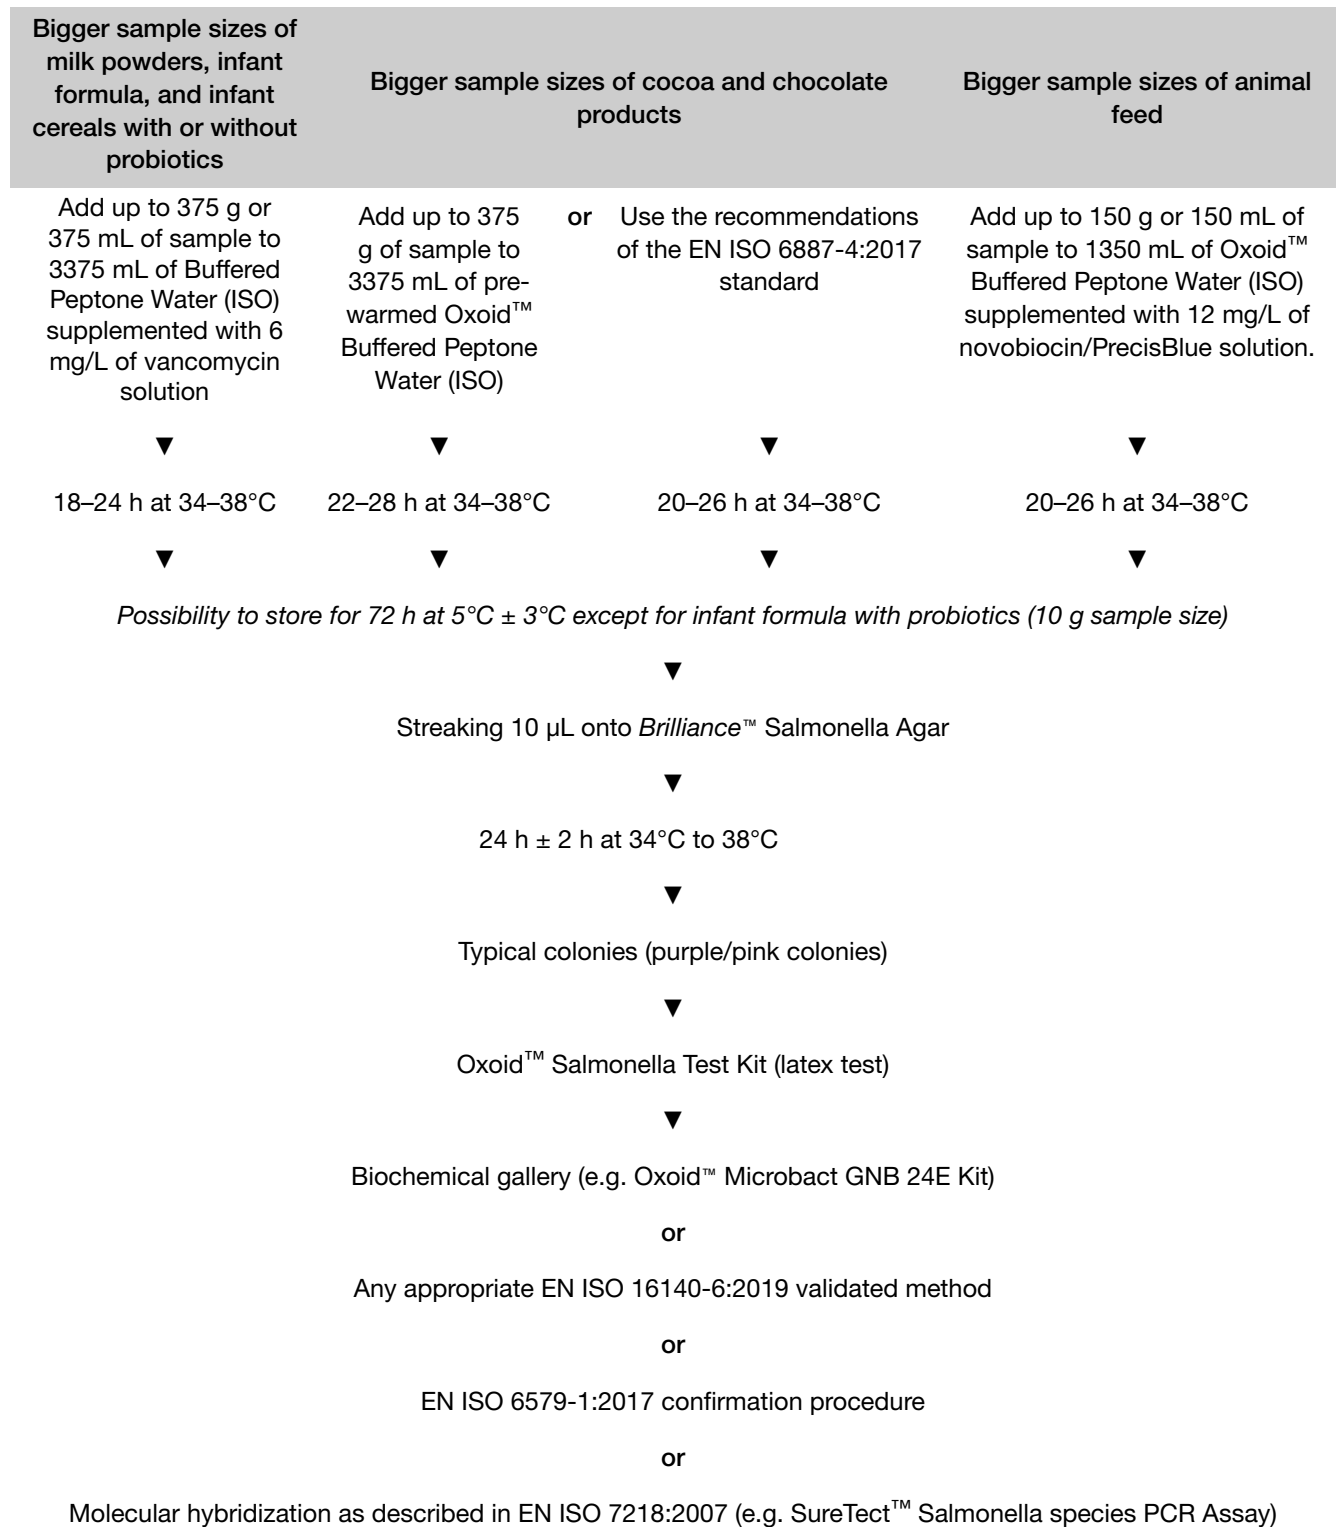 Bigger sample sizes of
milk powders, infant
formula, and infant
cereals with or without
probiotics
Bigger sample sizes of cocoa and chocolate
products
Bigger sample sizes of animal
feed
Add up to 375 g or
375 mL of sample to
3375 mL of Buffered
Peptone Water (ISO)
supplemented with 6
mg/L of vancomycin
solution
Add up to 375
g of sample to
3375 mL of pre-
warmed Oxoid™
Buffered Peptone
Water (ISO)
or
Use the recommendations
of the EN ISO 6887-4:2017
standard
Add up to 150 g or 150 mL of
sample to 1350 mL of Oxoid™
Buffered Peptone Water (ISO)
supplemented with 12 mg/L of
novobiocin/PrecisBlue solution.
▼ ▼ ▼ ▼
18–24 h at 34–38°C 22–28 h at 34–38°C 20–26 h at 34–38°C 20–26 h at 34–38°C
▼ ▼ ▼ ▼
Possibility to store for 72 h at 5°C ± 3°C except for infant formula with probiotics (10 g sample size)
▼
Streaking 10 µL onto Brilliance™ Salmonella Agar
▼
24 h ± 2 h at 34°C to 38°C
▼
Typical colonies (purple/pink colonies)
▼
Oxoid™ Salmonella Test Kit (latex test)
▼
Biochemical gallery (e.g. Oxoid™ Microbact GNB 24E Kit)
or
Any appropriate EN ISO 16140-6:2019 validated method
or
EN ISO 6579-1:2017 confirmation procedure
or
Molecular hybridization as described in EN ISO 7218:2007 (e.g. SureTect™ Salmonella species PCR Assay)